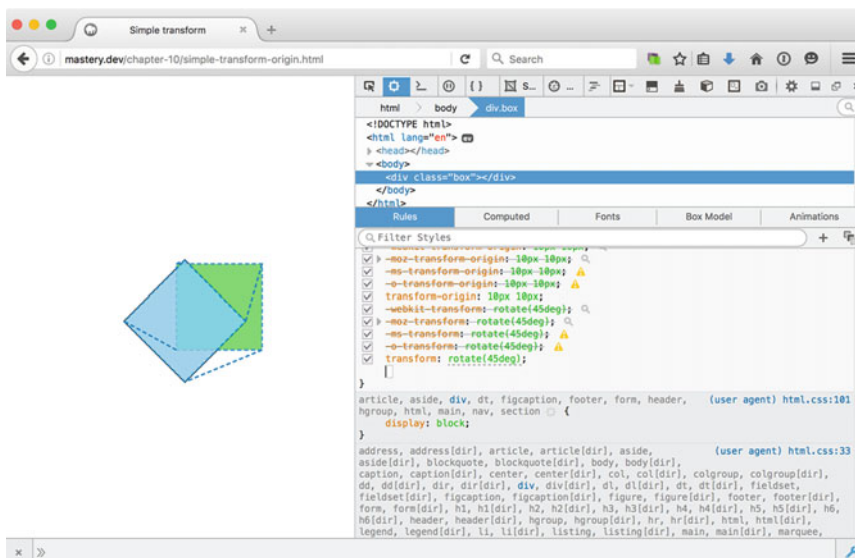 Simple transform
mastery.dev/chapter-10/simple-transform-origin.html
Search
S...
html
body
div.box
<!DOCTYPE html>
<html lang="en"> ev
<head></head>
<body>
<div class="box"></div>
</body>
</html>
Rules Computed Fonts Box Model Animations
Filter Styles
-webkit-transform-origin: 10px 10px;
-moz-transform-origin: 10px 10px;
-ms-transform-origin: 10px 10px;
-o-transform-origin: 10px 10px;
transform-origin: 10px 10px;
-webkit-transform: rotate(45deg);
-moz-transform: rotate(45deg);
-ms-transform: rotate(45deg);
-o-transform: rotate(45deg);
transform: rotate(45deg);
}
article, aside, div, dt, figcaption, footer, form, header, (user agent) html.css:101
hgroup, html, main, nav, section {
display: block;
}
address, address[dir], article, article[dir], aside, (user agent) html.css:33
aside[dir], blockquote, blockquote[dir], body, body[dir],
caption, caption[dir], center, center[dir], col, col[dir], colgroup, colgroup[dir],
dd, dd[dir], dir, dir[dir], div, div[dir], dl, dl[dir], dt, dt[dir], fieldset,
fieldset[dir], figcaption, figcaption[dir], figure, figure[dir], footer, footer[dir],
form, form[dir], h1, h1[dir], h2, h2[dir], h3, h3[dir], h4, h4[dir], h5, h5[dir], h6,
h6[dir], header, header[dir], hgroup, hgroup[dir], hr, hr[dir], html, html[dir],
legend, legend[dir], li, li[dir], listing, listing[dir], main, main[dir], marquee,